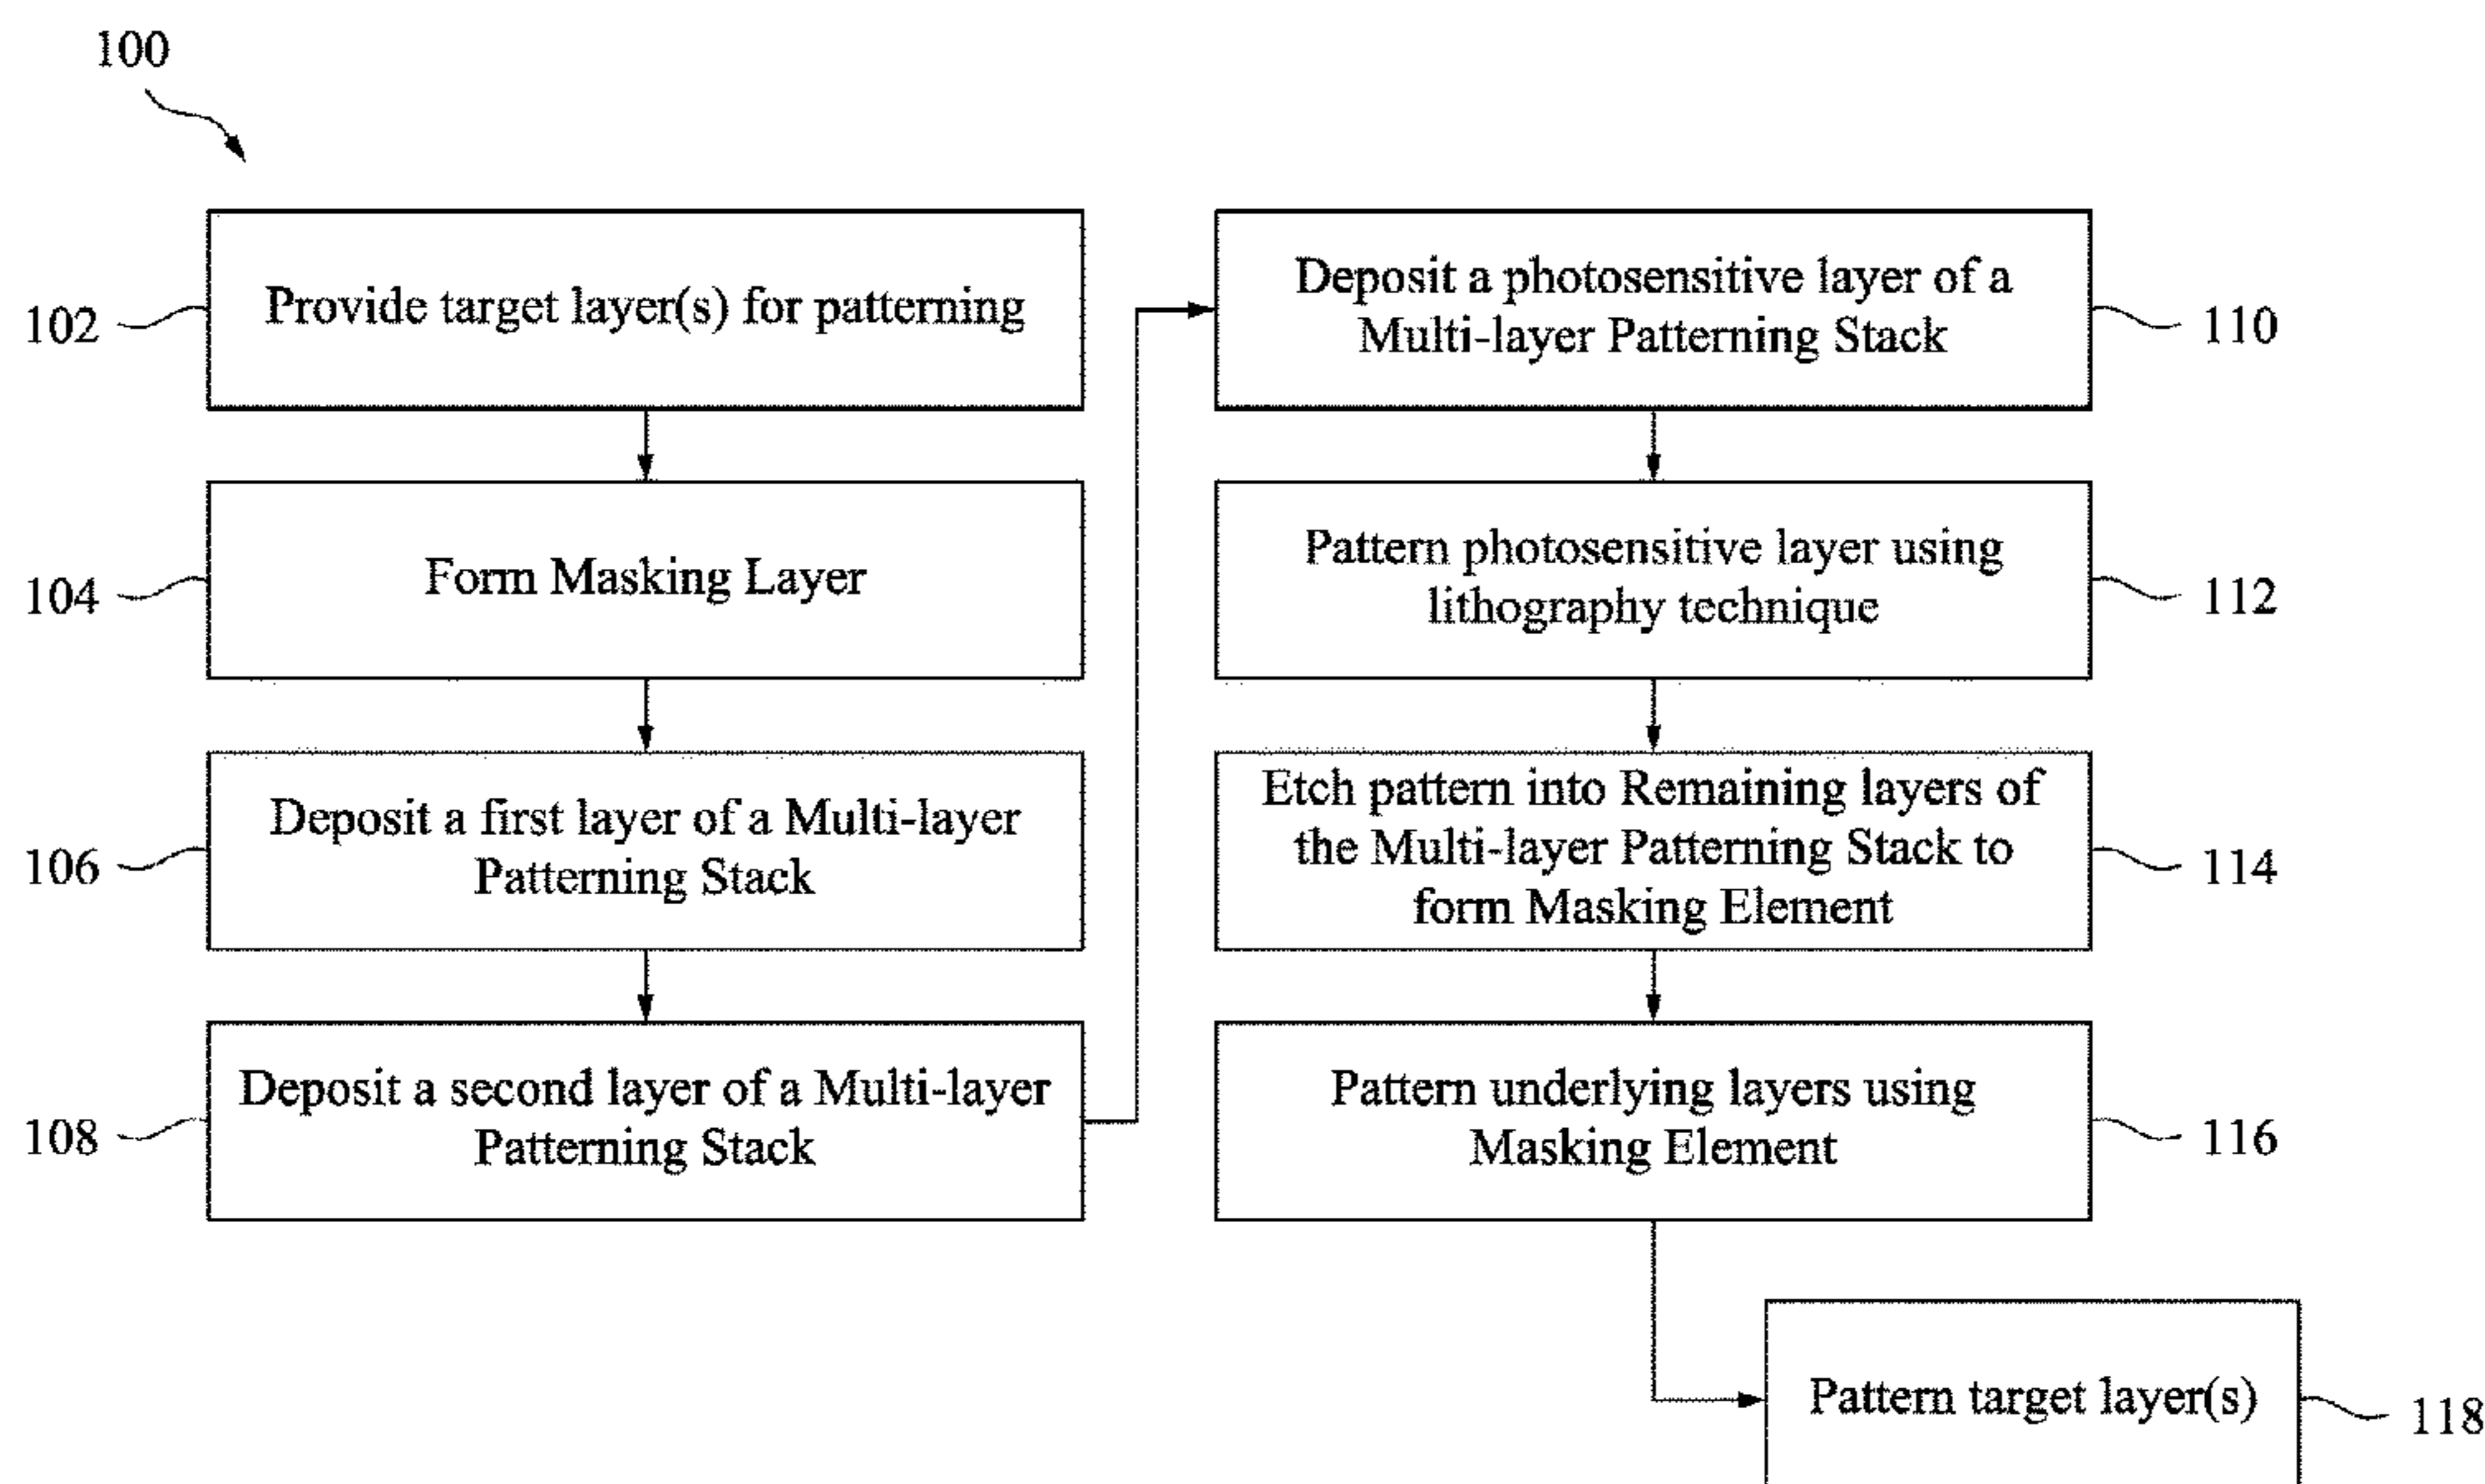 100
102
Provide target layer(s) for patterning
104
Form Masking Layer
106
Deposit a first layer of a Multi-layer
Patterning Stack
108
Deposit a second layer of a Multi-layer
Patterning Stack
Deposit a photosensitive layer of a
Multi-layer Patterning Stack
110
Pattern photosensitive layer using
lithography technique
112
Etch pattern into Remaining layers of
the Multi-layer Patterning Stack to
form Masking Element
114
Pattern underlying layers using
Masking Element
116
Pattern target layer(s)
118